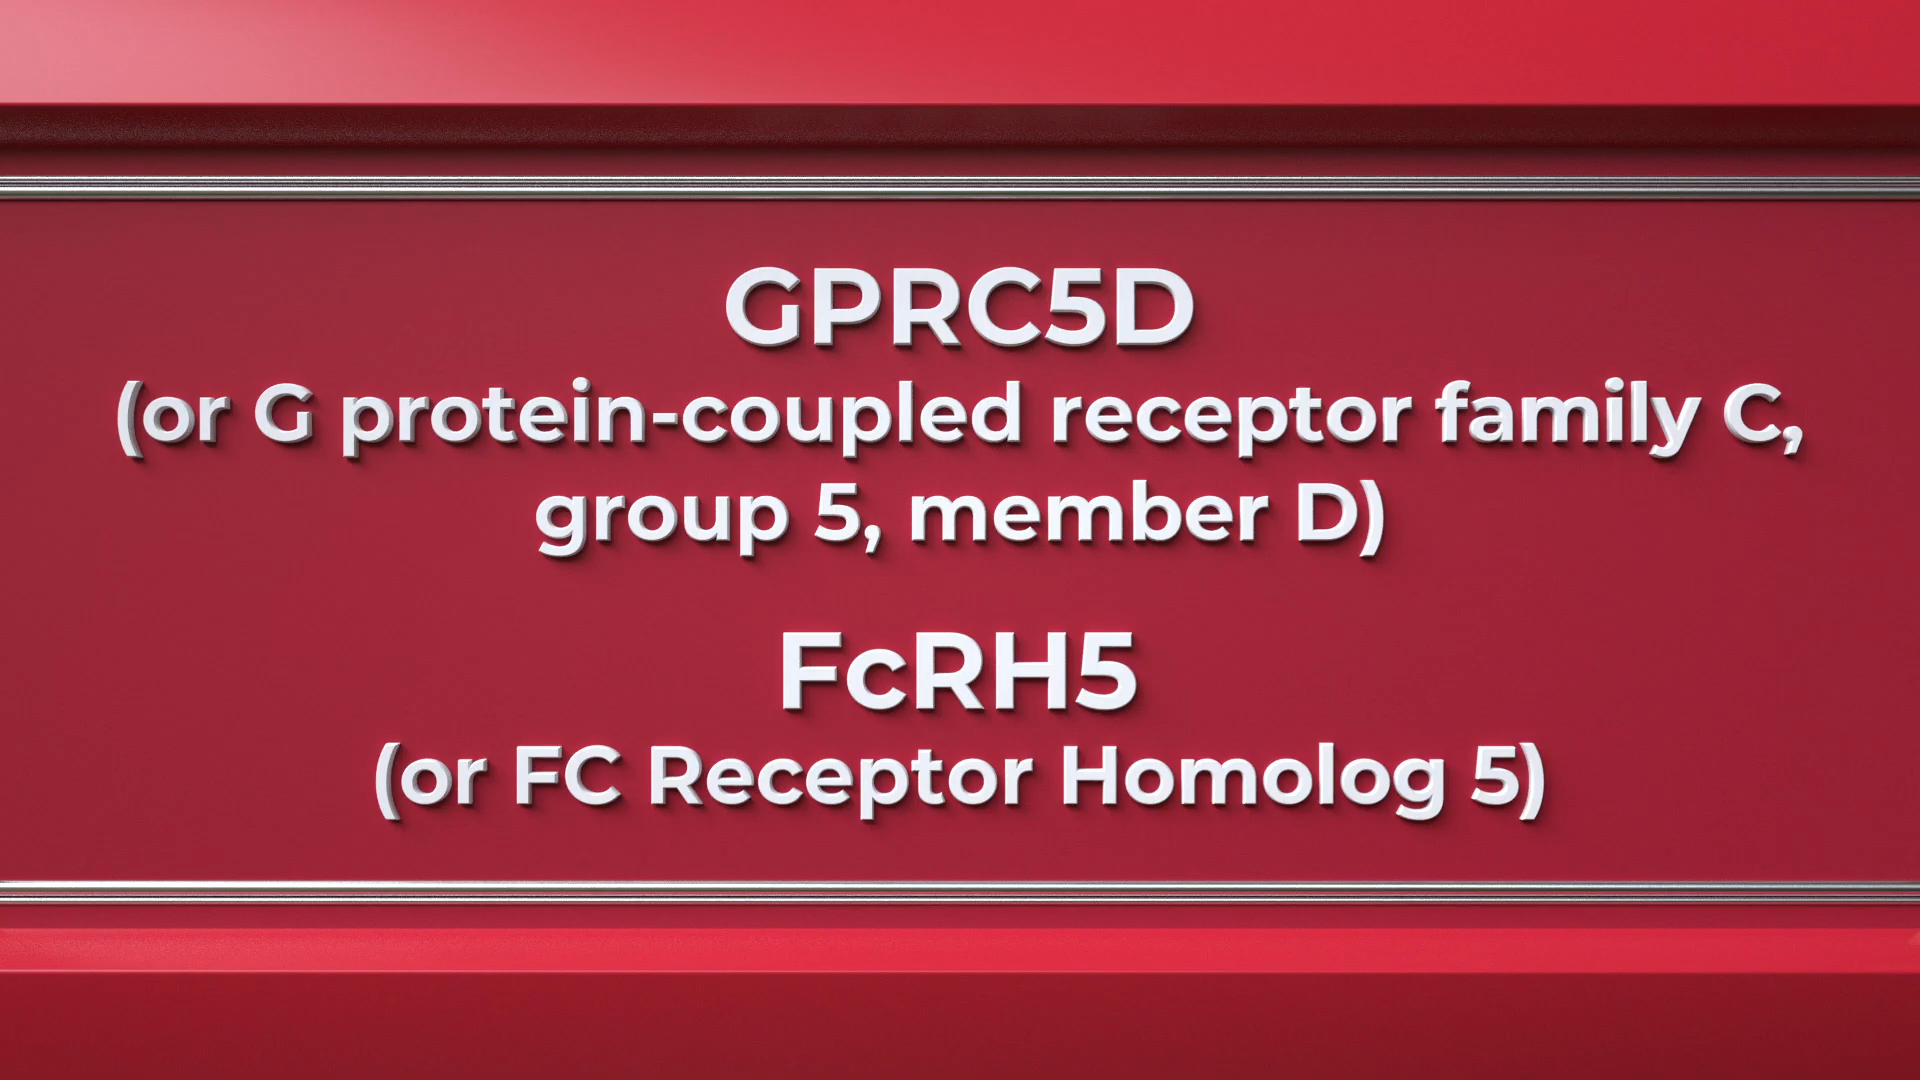 GPRC5D
(or G protein-coupled receptor family C,
group 5, member D)
FcRH5
(or FC Receptor Homolog 5)